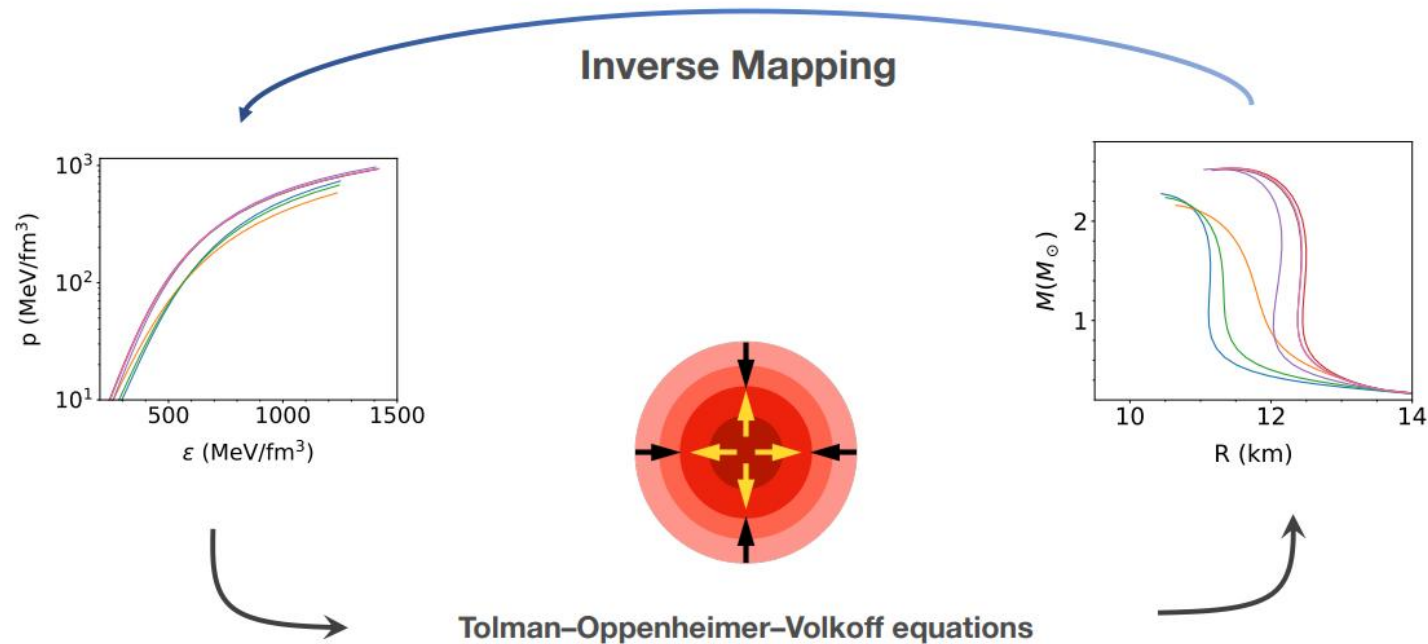 Inverse Mapping
10³
10²
10¹
p (MeV/fm³)
500
1000
1500
ε (MeV/fm³)
2
1
M(M⊙)
10
12
14
R (km)
Tolman–Oppenheimer–Volkoff equations